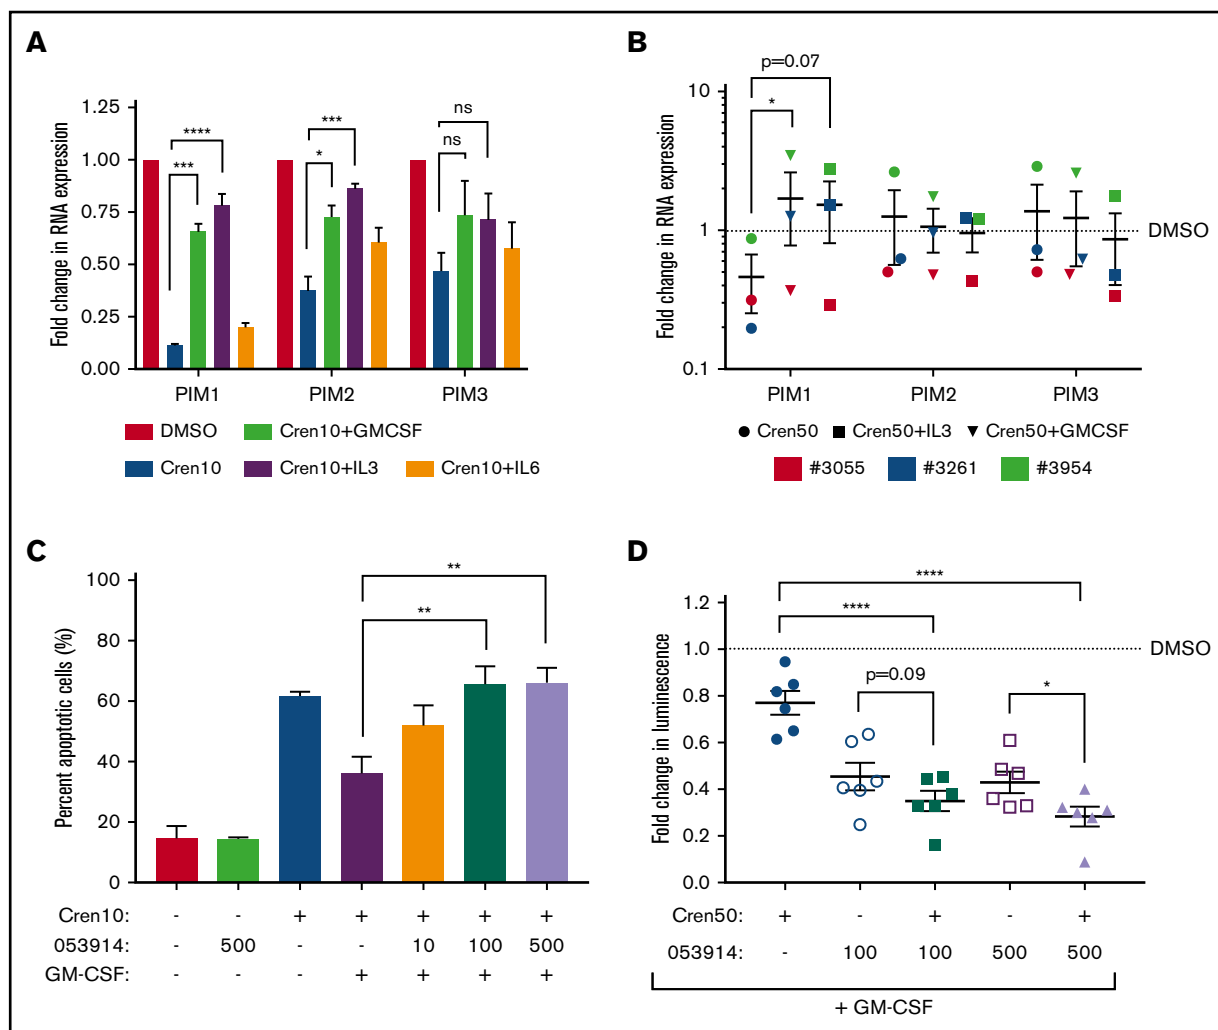 A
Fold change in RNA expression
1.25
1.00
0.75
0.50
0.25
0.00
****
***
***
*
ns
ns
PIM1 PIM2 PIM3
DMSO Cren10+GMCSF
Cren10 Cren10+IL3 Cren10+IL6
B
Fold change in RNA expression
10
1
0.1
p=0.07
*
DMSO
PIM1 PIM2 PIM3
Cren50 Cren50+IL3 Cren50+GMCSF
#3055 #3261 #3954
C
Percent apoptotic cells (%)
100
80
60
40
20
0
**
**
Cren10: - - + + + + +
053914: - 500 - - 10 100 500
GM-CSF: - - - + + + +
D
Fold change in luminescence
1.2
1.0
0.8
0.6
0.4
0.2
0.0
****
****
p=0.09
*
DMSO
Cren50: + - + - +
053914: - 100 100 500 500
+ GM-CSF